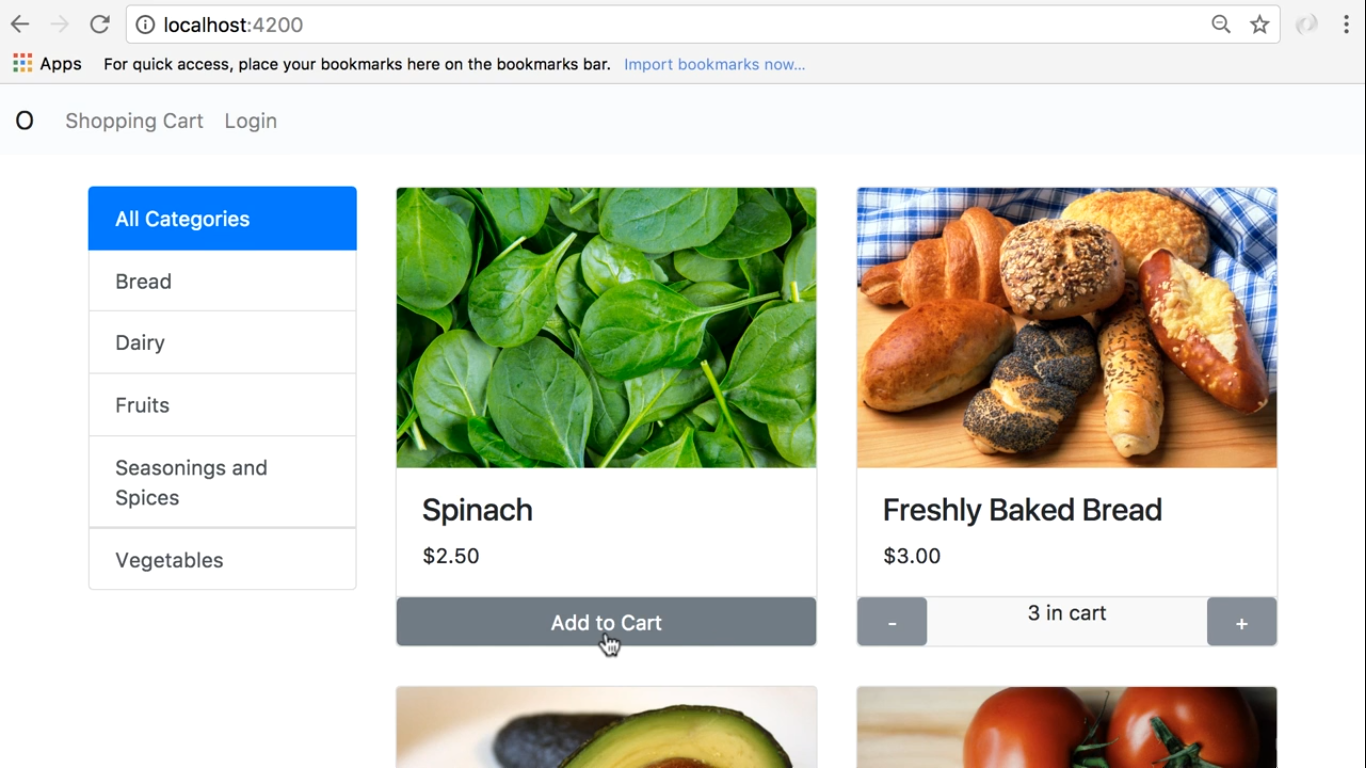 localhost:4200
Apps For quick access, place your bookmarks here on the bookmarks bar. Import bookmarks now...
O Shopping Cart Login
All Categories
Bread
Dairy
Fruits
Seasonings and
Spices
Vegetables
Spinach
$2.50
Add to Cart
Freshly Baked Bread
$3.00
- 3 in cart +